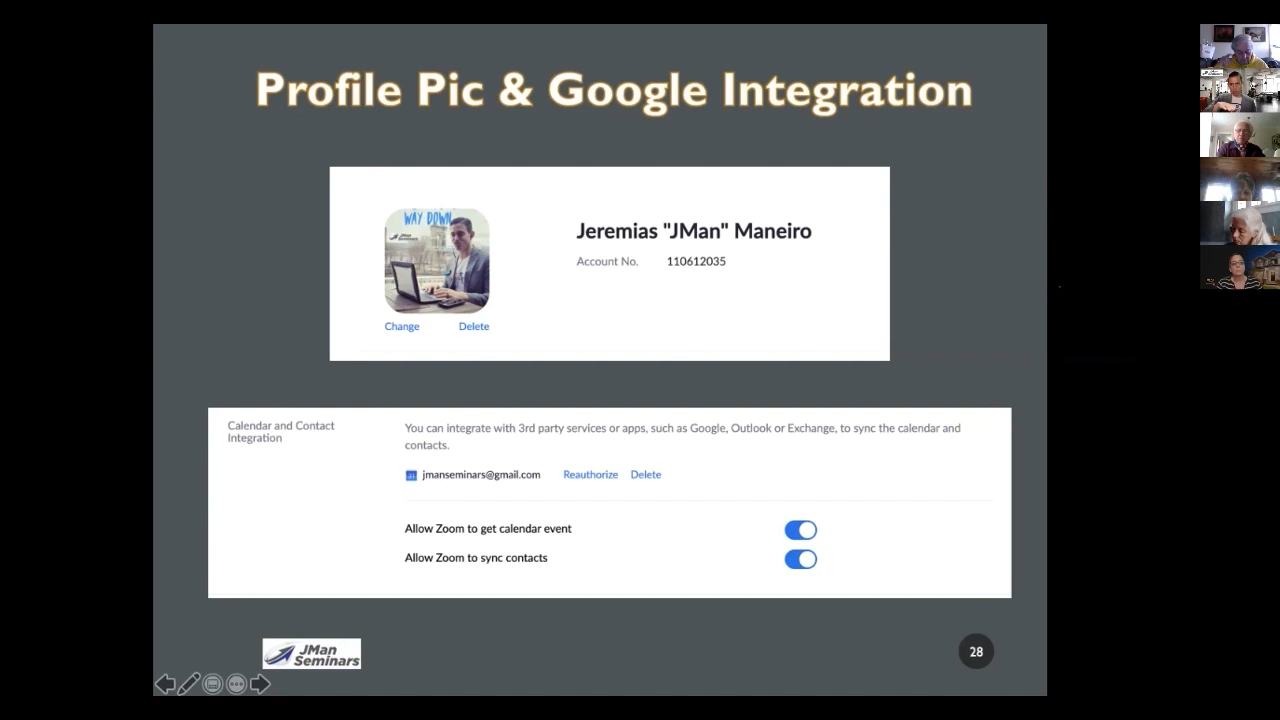 Profile Pic & Google Integration
WAY DOWN
JMan
Seminars
Jeremias "JMan" Maneiro
Account No. 110612035
Change Delete
Calendar and Contact
Integration
You can integrate with 3rd party services or apps, such as Google, Outlook or Exchange, to sync the calendar and
contacts.
jmanseminars@gmail.com Reauthorize Delete
Allow Zoom to get calendar event
Allow Zoom to sync contacts
JMan
Seminars
28